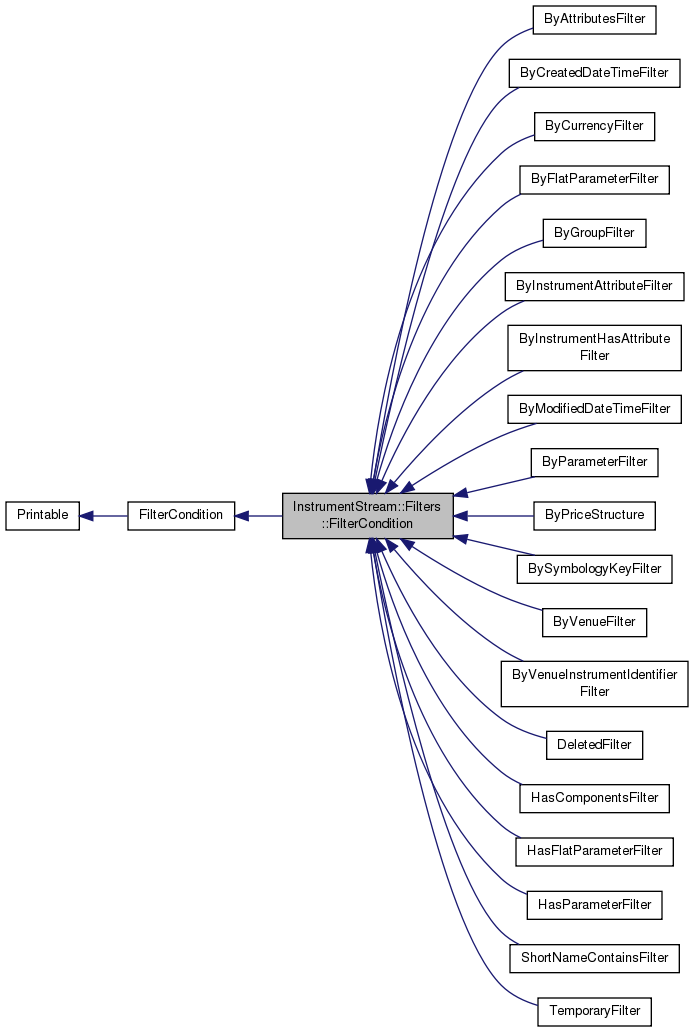 Printable
FilterCondition
InstrumentStream::Filters
::FilterCondition
ByAttributesFilter
ByCreatedDateTimeFilter
ByCurrencyFilter
ByFlatParameterFilter
ByGroupFilter
ByInstrumentAttributeFilter
ByInstrumentHasAttribute
Filter
ByModifiedDateTimeFilter
ByParameterFilter
ByPriceStructure
BySymbologyKeyFilter
ByVenueFilter
ByVenueInstrumentIdentifier
Filter
DeletedFilter
HasComponentsFilter
HasFlatParameterFilter
HasParameterFilter
ShortNameContainsFilter
TemporaryFilter